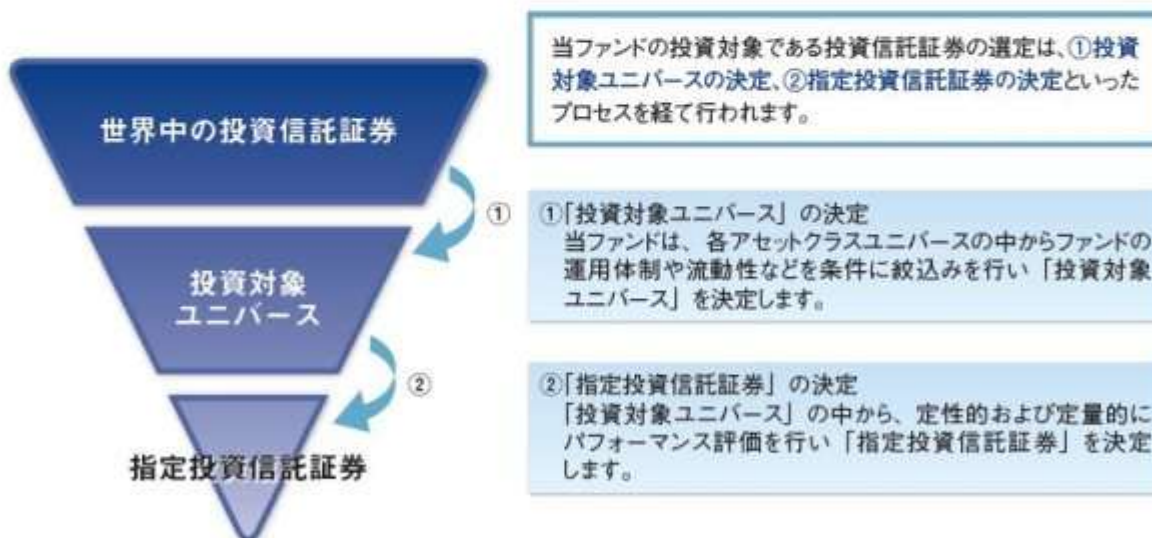 世界中の投資信託証券
①
投資対象
ユニバース
②
指定投資信託証券
当ファンドの投資対象である投資信託証券の選定は、①投資
対象ユニバースの決定、②指定投資信託証券の決定といった
プロセスを経て行われます。
①「投資対象ユニバース」の決定
当ファンドは、各アセットクラスユニバースの中からファンドの
運用体制や流動性などを条件に絞込みを行い「投資対象
ユニバース」を決定します。
②「指定投資信託証券」の決定
「投資対象ユニバース」の中から、定性的および定量的に
パフォーマンス評価を行い「指定投資信託証券」を決定
します。